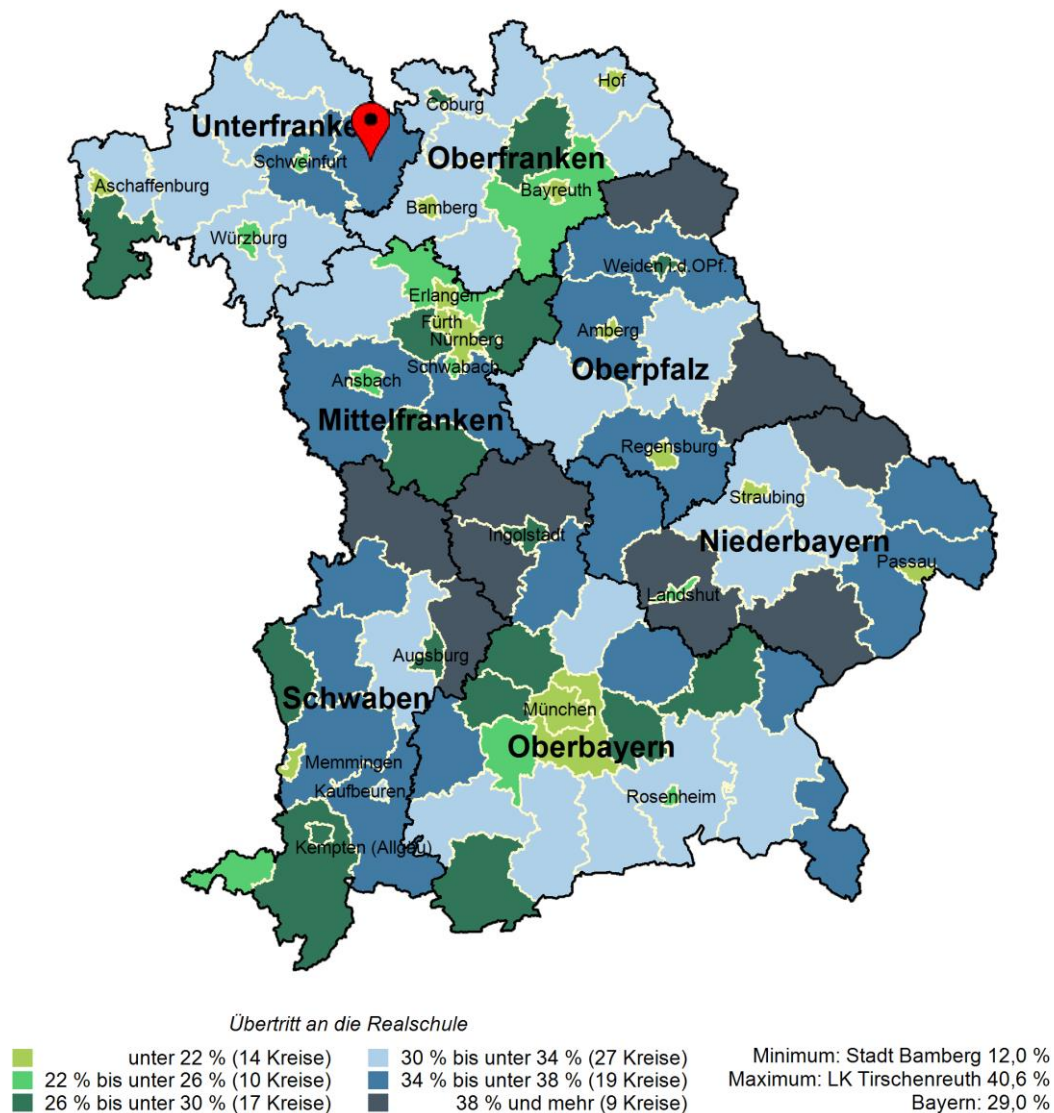 Hof
Coburg
Unterfranke
Schweinfurt
Oberfranken
Aschaffenburg
Bayreuth
Bamberg
Würzburg
Weiden i.d.OPf.
Erlangen
Fürth
Amberg
Nürnberg
Schwabach
Oberpfalz
Ansbach
Mittelfranken
Regensburg
Straubing
Ingolstadt
Niederbayern
Passau
Landshut
Augsburg
Schwaben
München
Oberbayern
Memmingen
Kaufbeuren
Rosenheim
Kempten (Allgäu)
Übertritt an die Realschule
unter 22 % (14 Kreise)
22 % bis unter 26 % (10 Kreise)
26 % bis unter 30 % (17 Kreise)
30 % bis unter 34 % (27 Kreise)
34 % bis unter 38 % (19 Kreise)
38 % und mehr (9 Kreise)
Minimum: Stadt Bamberg 12,0 %
Maximum: LK Tirschenreuth 40,6 %
Bayern: 29,0 %